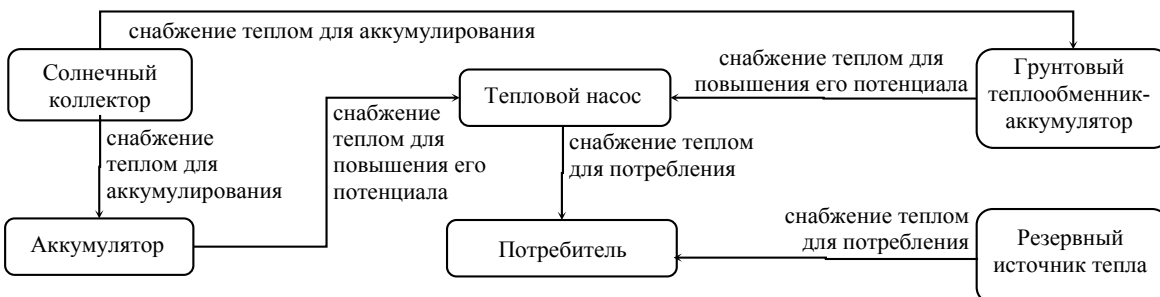 снабжение теплом для аккумулирования
Солнечный
коллектор
снабжение
теплом для
аккумулирования
Аккумулятор
снабжение
теплом для
повышения его
потенциала
Тепловой насос
снабжение теплом
для потребления
Потребитель
снабжение теплом для
повышения его потенциала
Грунтовый
теплообменник-
аккумулятор
снабжение теплом
для потребления
Резервный
источник тепла